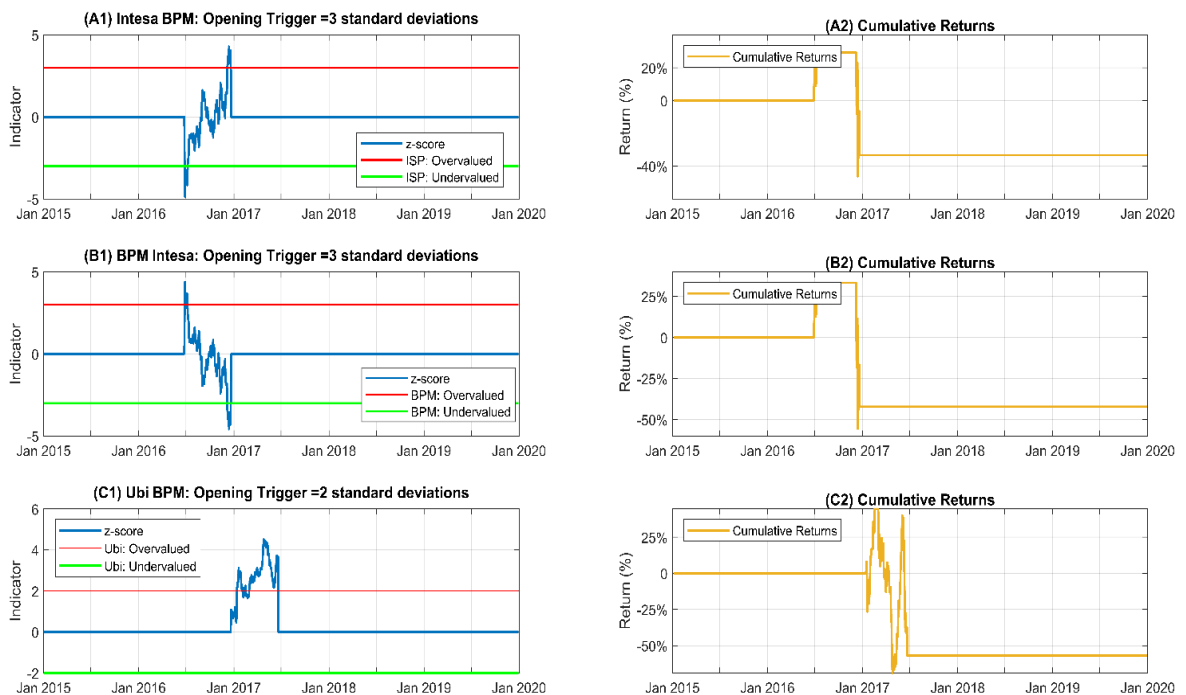 (A1) Intesa BPM: Opening Trigger =3 standard deviations
5
0
-5
Indicator
z-score
ISP: Overvalued
ISP: Undervalued
Jan 2015 Jan 2016 Jan 2017 Jan 2018 Jan 2019 Jan 2020
(A2) Cumulative Returns
20%
0
-40%
Return (%)
Cumulative Returns
Jan 2015 Jan 2016 Jan 2017 Jan 2018 Jan 2019 Jan 2020
(B1) BPM Intesa: Opening Trigger =3 standard deviations
5
0
-5
Indicator
z-score
BPM: Overvalued
BPM: Undervalued
Jan 2015 Jan 2016 Jan 2017 Jan 2018 Jan 2019 Jan 2020
(B2) Cumulative Returns
25%
0
-25%
-50%
Return (%)
Cumulative Returns
Jan 2015 Jan 2016 Jan 2017 Jan 2018 Jan 2019 Jan 2020
(C1) Ubi BPM: Opening Trigger =2 standard deviations
6
4
2
0
-2
Indicator
z-score
Ubi: Overvalued
Ubi: Undervalued
Jan 2015 Jan 2016 Jan 2017 Jan 2018 Jan 2019 Jan 2020
(C2) Cumulative Returns
25%
0
-25%
-50%
Return (%)
Cumulative Returns
Jan 2015 Jan 2016 Jan 2017 Jan 2018 Jan 2019 Jan 2020